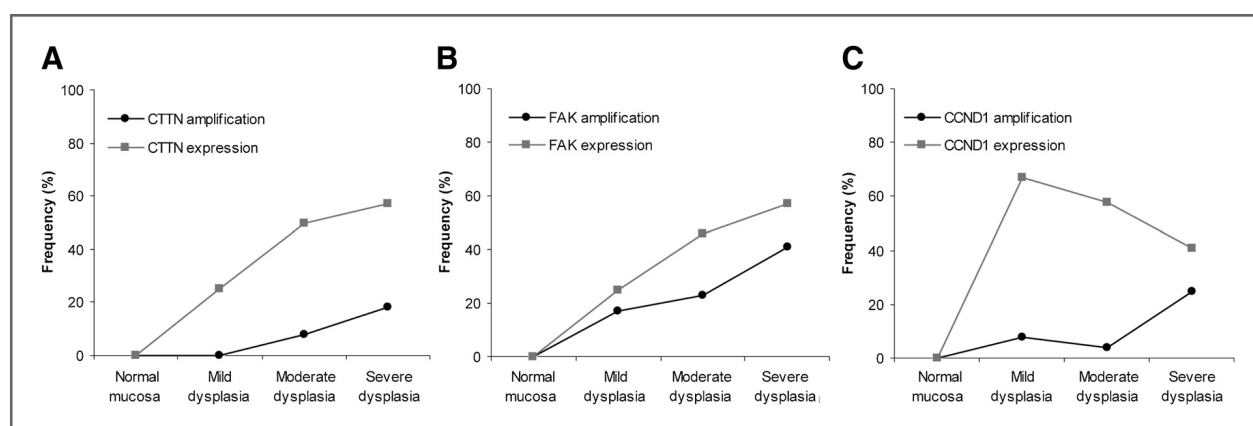 A
100
80
60
40
20
0
Frequency (%)
CTTN amplification
CTTN expression
Normal mucosa
Mild dysplasia
Moderate dysplasia
Severe dysplasia
B
100
80
60
40
20
0
Frequency (%)
FAK amplification
FAK expression
Normal mucosa
Mild dysplasia
Moderate dysplasia
Severe dysplasia
C
100
80
60
40
20
0
Frequency (%)
CCND1 amplification
CCND1 expression
Normal mucosa
Mild dysplasia
Moderate dysplasia
Severe dysplasia